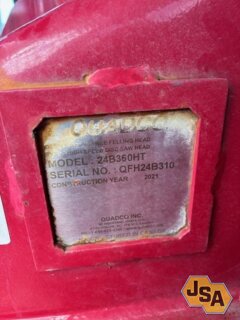 QUADCO
FELLING HEAD
HIGH SPEED DISC SAW HEAD
MODEL : 24B360HT
SERIAL NO. : QFH24B310
CONSTRUCTION YEAR : 2021
QUADCO INC.
JSA